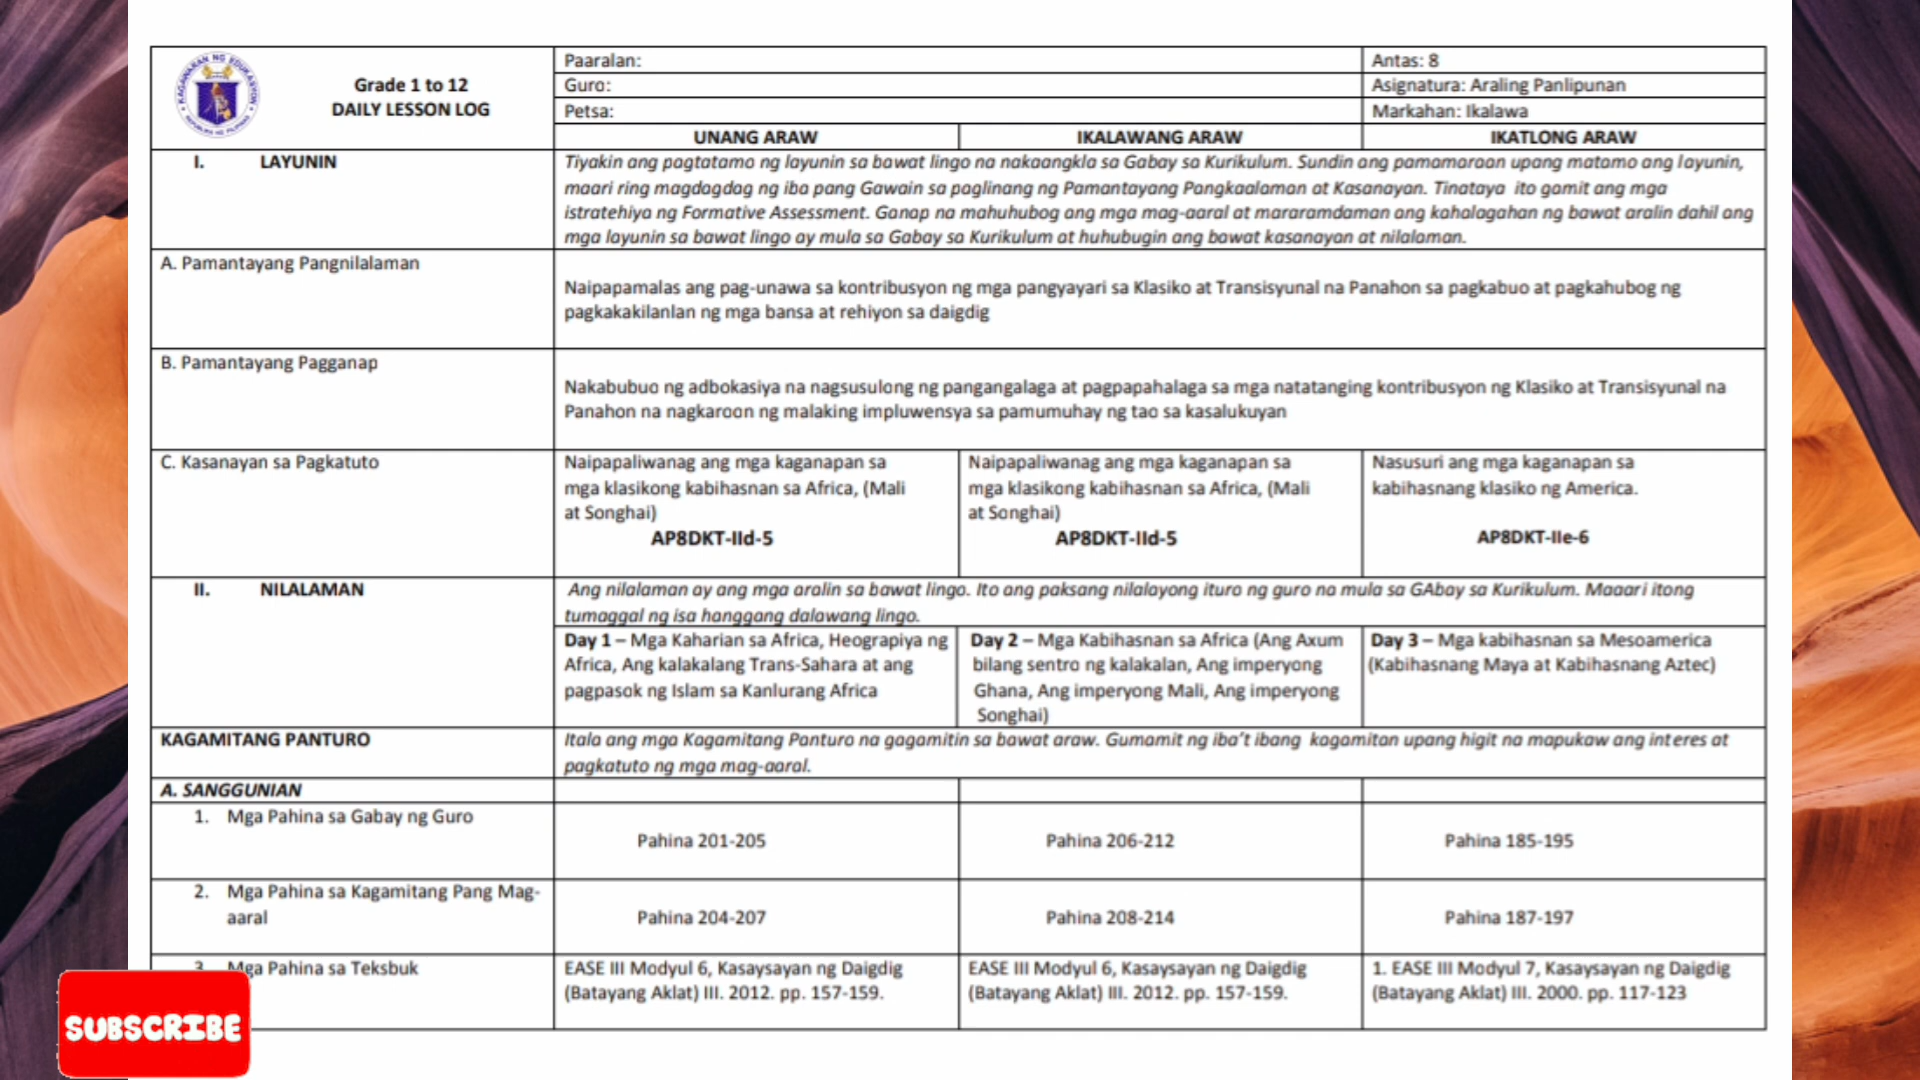 KAGAWARAN NG EDUKASYON
REPUBLIKA NG PILIPINAS
Grade 1 to 12
DAILY LESSON LOG
Paaralan:
Antas: 8
Guro:
Asignatura: Araling Panlipunan
Petsa:
Markahan: Ikalawa
UNANG ARAW
IKALAWANG ARAW
IKATLONG ARAW
I. LAYUNIN
Tiyakin ang pagtatamo ng layunin sa bawat lingo na nakaangkla sa Gabay sa Kurikulum. Sundin ang pamamaraan upang matamo ang layunin,
maari ring magdagdag ng iba pang Gawain sa paglinang ng Pamantayang Pangkaalaman at Kasanayan. Tinataya ito gamit ang mga
istratehiya ng Formative Assessment. Ganap na mahuhubog ang mga mag-aaral at mararamdaman ang kahalagahan ng bawat aralin dahil ang
mga layunin sa bawat lingo ay mula sa Gabay sa Kurikulum at huhubugin ang bawat kasanayan at nilalaman.
A. Pamantayang Pangnilalaman
Naipapamalas ang pag-unawa sa kontribusyon ng mga pangyayari sa Klasiko at Transisyunal na Panahon sa pagkabuo at pagkahubog ng
pagkakakilanlan ng mga bansa at rehiyon sa daigdig
B. Pamantayang Pagganap
Nakabubuo ng adbokasiya na nagsusulong ng pangangalaga at pagpapahalaga sa mga natatanging kontribusyon ng Klasiko at Transisyunal na
Panahon na nagkaroon ng malaking impluwensya sa pamumuhay ng tao sa kasalukuyan
C. Kasanayan sa Pagkatuto
Naipapaliwanag ang mga kaganapan sa
mga klasikong kabihasnan sa Africa, (Mali
at Songhai)
AP8DKT-IId-5
Naipapaliwanag ang mga kaganapan sa
mga klasikong kabihasnan sa Africa, (Mali
at Songhai)
AP8DKT-IId-5
Nasusuri ang mga kaganapan sa
kabihasnang klasiko ng America.
AP8DKT-IIe-6
II. NILALAMAN
Ang nilalaman ay ang mga aralin sa bawat lingo. Ito ang paksang nilalayong ituro ng guro na mula sa GAbay sa Kurikulum. Maaari itong
tumaggal ng isa hanggang dalawang lingo.
Day 1 – Mga Kaharian sa Africa, Heograpiya ng
Africa, Ang kalakalang Trans-Sahara at ang
pagpasok ng Islam sa Kanlurang Africa
Day 2 – Mga Kabihasnan sa Africa (Ang Axum
bilang sentro ng kalakalan, Ang imperyong
Ghana, Ang imperyong Mali, Ang imperyong
Songhai)
Day 3 – Mga kabihasnan sa Mesoamerica
(Kabihasnang Maya at Kabihasnang Aztec)
KAGAMITANG PANTURO
Itala ang mga Kagamitang Panturo na gagamitin sa bawat araw. Gumamit ng iba't ibang kagamitan upang higit na mapukaw ang interes at
pagkatuto ng mga mag-aaral.
A. SANGGUNIAN
1. Mga Pahina sa Gabay ng Guro
Pahina 201-205
Pahina 206-212
Pahina 185-195
2. Mga Pahina sa Kagamitang Pang Mag-
aaral
Pahina 204-207
Pahina 208-214
Pahina 187-197
3. Mga Pahina sa Teksbuk
EASE III Modyul 6, Kasaysayan ng Daigdig
(Batayang Aklat) III. 2012. pp. 157-159.
EASE III Modyul 6, Kasaysayan ng Daigdig
(Batayang Aklat) III. 2012. pp. 157-159.
1. EASE III Modyul 7, Kasaysayan ng Daigdig
(Batayang Aklat) III. 2000. pp. 117-123
SUBSCRIBE